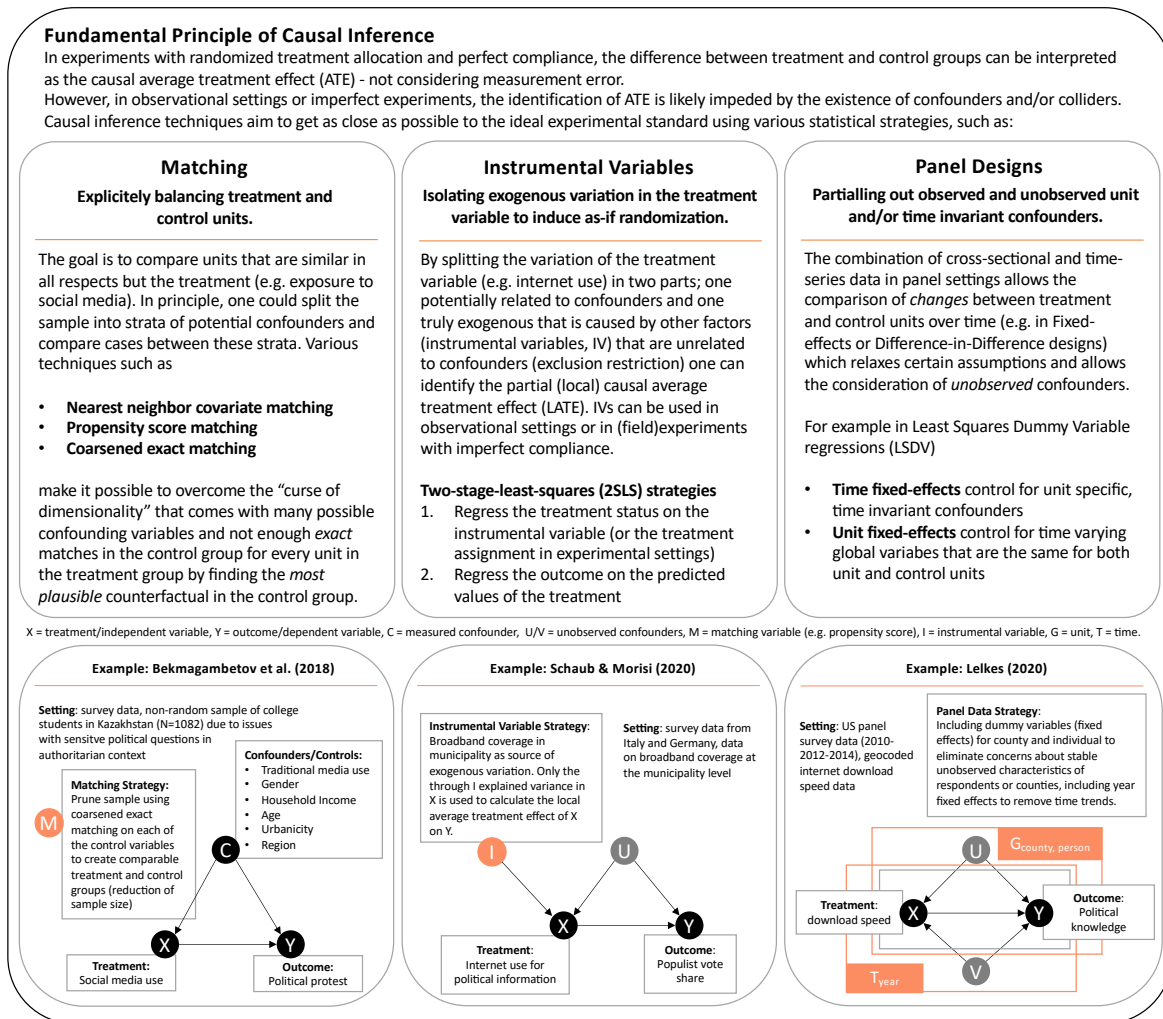 Fundamental Principle of Causal Inference
In experiments with randomized treatment allocation and perfect compliance, the difference between treatment and control groups can be interpreted
as the causal average treatment effect (ATE) - not considering measurement error.
However, in observational settings or imperfect experiments, the identification of ATE is likely impeded by the existence of confounders and/or colliders.
Causal inference techniques aim to get as close as possible to the ideal experimental standard using various statistical strategies, such as:
Matching
Explicitely balancing treatment and
control units.
The goal is to compare units that are similar in
all respects but the treatment (e.g. exposure to
social media). In principle, one could split the
sample into strata of potential confounders and
compare cases between these strata. Various
techniques such as
• Nearest neighbor covariate matching
• Propensity score matching
• Coarsened exact matching
make it possible to overcome the “curse of
dimensionality” that comes with many possible
confounding variables and not enough exact
matches in the control group for every unit in
the treatment group by finding the most
plausible counterfactual in the control group.
Instrumental Variables
Isolating exogenous variation in the treatment
variable to induce as-if randomization.
By splitting the variation of the treatment
variable (e.g. internet use) in two parts; one
potentially related to confounders and one
truly exogenous that is caused by other factors
(instrumental variables, IV) that are unrelated
to confounders (exclusion restriction) one can
identify the partial (local) causal average
treatment effect (LATE). IVs can be used in
observational settings or in (field)experiments
with imperfect compliance.
Two-stage-least-squares (2SLS) strategies
1. Regress the treatment status on the
instrumental variable (or the treatment
assignment in experimental settings)
2. Regress the outcome on the predicted
values of the treatment
Panel Designs
Partialling out observed and unobserved unit
and/or time invariant confounders.
The combination of cross-sectional and time-
series data in panel settings allows the
comparison of changes between treatment
and control units over time (e.g. in Fixed-
effects or Difference-in-Difference designs)
which relaxes certain assumptions and allows
the consideration of unobserved confounders.
For example in Least Squares Dummy Variable
regressions (LSDV)
• Time fixed-effects control for unit specific,
time invariant confounders
• Unit fixed-effects control for time varying
global variabes that are the same for both
unit and control units
X = treatment/independent variable, Y = outcome/dependent variable, C = measured confounder, U/V = unobserved confounders, M = matching variable (e.g. propensity score), I = instrumental variable, G = unit, T = time.
Example: Bekmagambetov et al. (2018)
Setting: survey data, non-random sample of college
students in Kazakhstan (N=1082) due to issues
with sensitve political questions in
authoritarian context
Confounders/Controls:
• Traditional media use
• Gender
• Household Income
• Age
• Urbanicity
• Region
Matching Strategy:
Prune sample using
coarsened exact
matching on each of
the control variables
to create comparable
treatment and control
groups (reduction of
sample size)
M
C
X
Y
Treatment:
Social media use
Outcome:
Political protest
Example: Schaub & Morisi (2020)
Instrumental Variable Strategy:
Broadband coverage in
municipality as source of
exogenous variation. Only the
through I explained variance in
X is used to calculate the local
average treatment effect of X
on Y.
Setting: survey data from
Italy and Germany, data
on broadband coverage at
the municipality level
I
U
X
Y
Treatment:
Internet use for
political information
Outcome:
Populist vote
share
Example: Lelkes (2020)
Setting: US panel
survey data (2010-
2012-2014), geocoded
internet download
speed data
Panel Data Strategy:
Including dummy variables (fixed
effects) for county and individual to
eliminate concerns about stable
unobserved characteristics of
respondents or counties, including year
fixed effects to remove time trends.
U
G county, person
Treatment:
download speed
X
Y
Outcome:
Political
knowledge
V
T year